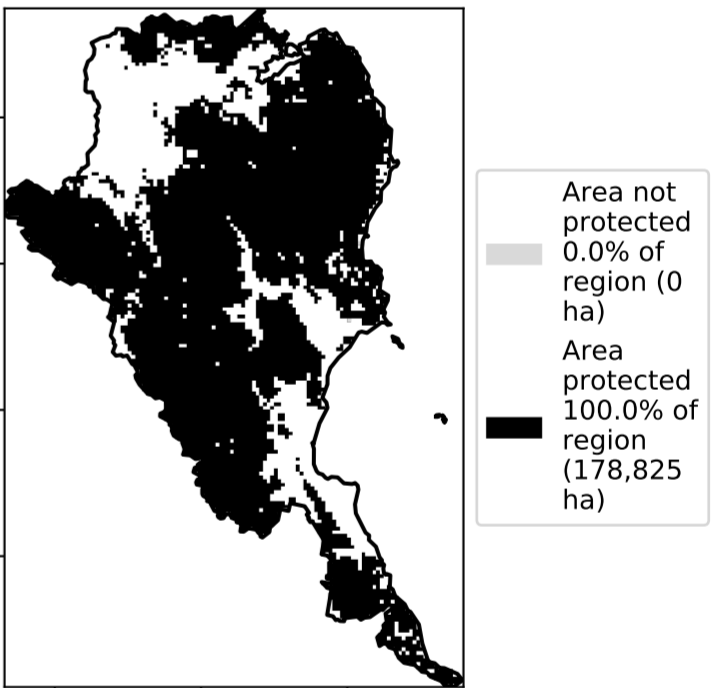 Area not
protected
0.0% of
region (0
ha)
Area
protected
100.0% of
region
(178,825
ha)